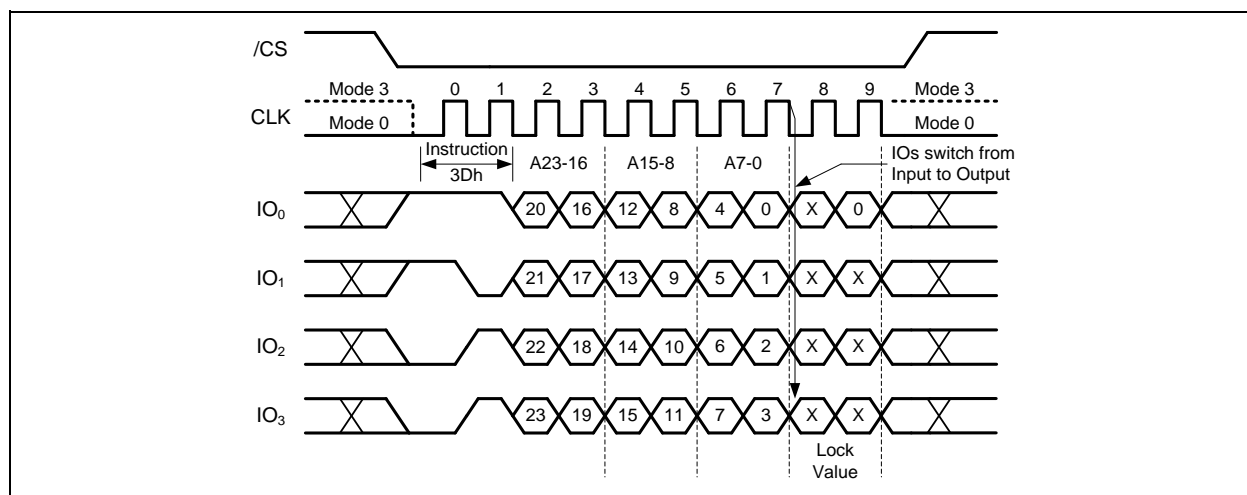 /CS
Mode 3 0 1 2 3 4 5 6 7 8 9 Mode 3
CLK
Mode 0 Mode 0
Instruction
3Dh
A23-16 A15-8 A7-0
IOs switch from
Input to Output
IO0 20 16 12 8 4 0 X 0
IO1 21 17 13 9 5 1 X X
IO2 22 18 14 10 6 2 X X
IO3 23 19 15 11 7 3 X X
Lock
Value